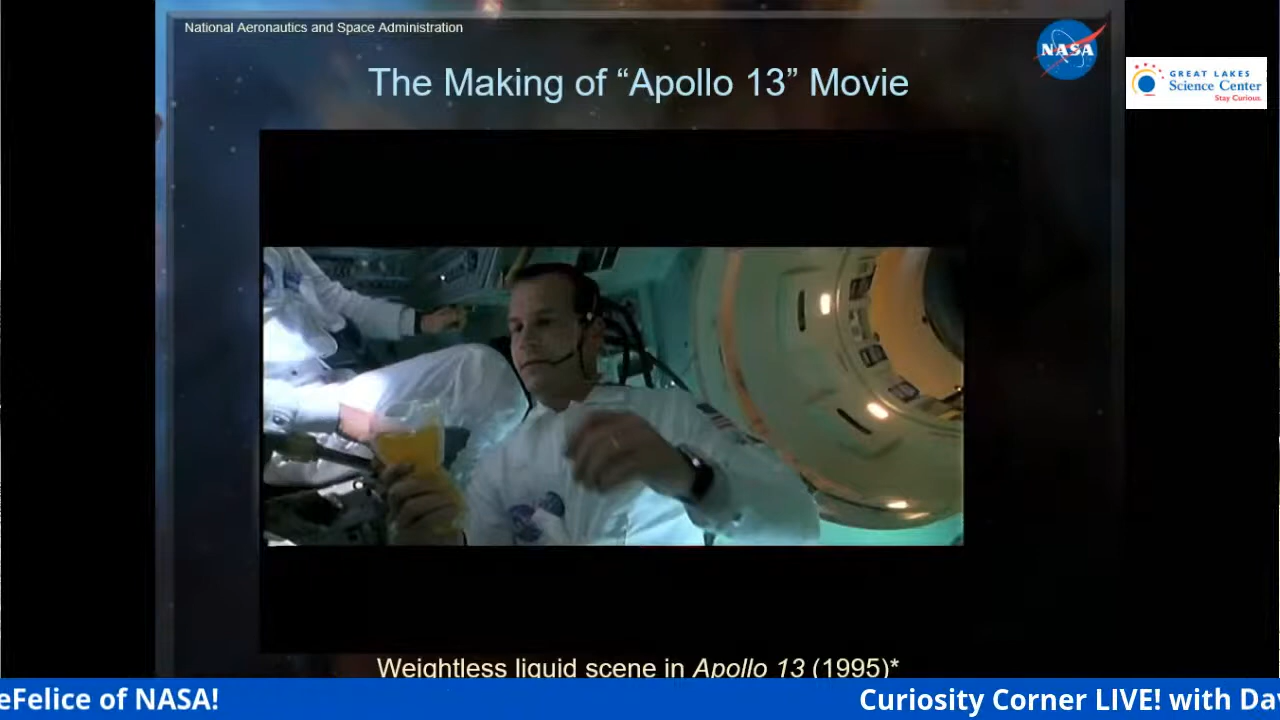 National Aeronautics and Space Administration
NASA
The Making of “Apollo 13” Movie
GREAT LAKES
Science Center
Stay Curious.
Weightless liquid scene in Apollo 13 (1995)*
eFelice of NASA!
Curiosity Corner LIVE! with Dav